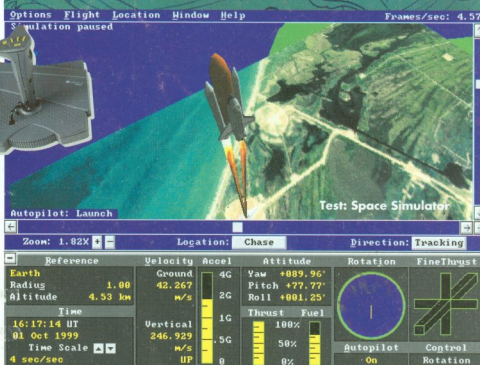 Options Flight Location Window Help Frames/sec: 4.57
Simulation paused
Test: Space Simulator
Autopilot: Launch
Zoom: 1.82X + - Location: Chase Direction: Tracking
Reference
Earth
Radius 1.00
Altitude 4.53 km
Time
16:17:14 UT
01 Oct 1999
Time Scale
4 sec/sec
Velocity
Ground
42.267
m/s
Vertical
246.929
m/s
UP
Accel
4G
2G
1G
.5G
0
Attitude
Yaw +089.96°
Pitch +77.77°
Roll +001.25°
Thrust Fuel
100%
50%
0%
Rotation
Autopilot
On
FineThrust
Control
Rotation